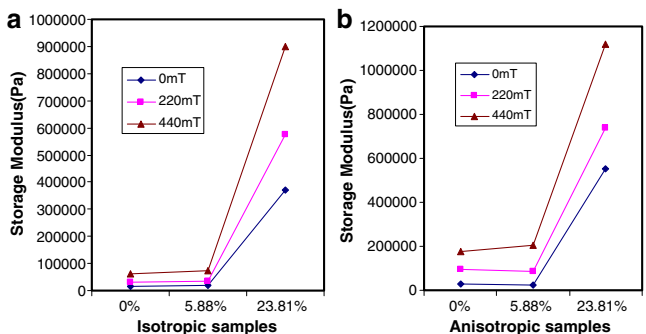 a
Storage Modulus(Pa)
1000000
900000
800000
700000
600000
500000
400000
300000
200000
100000
0
0mT
220mT
440mT
0% 5.88% 23.81%
Isotropic samples
b
Storage Modulus(Pa)
1200000
1000000
800000
600000
400000
200000
0
0mT
220mT
440mT
0% 5.88% 23.81%
Anisotropic samples